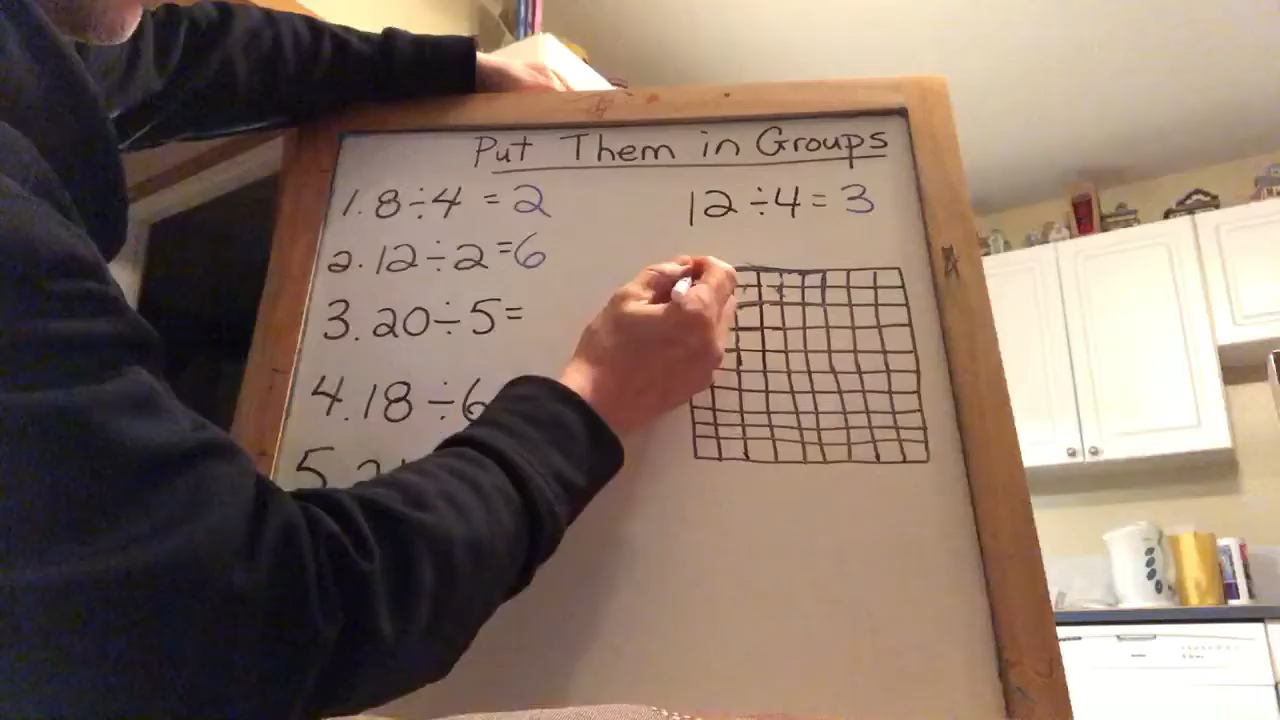 Put Them in Groups
1. 8÷4 = 2
12÷4= 3
2. 12÷2=6
3. 20÷5=
4. 18÷6
5.